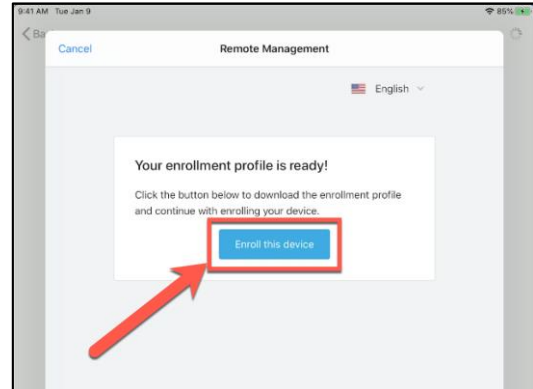 9:41 AM Tue Jan 9
85%
Ba
Cancel
Remote Management
English
Your enrollment profile is ready!
Click the button below to download the enrollment profile
and continue with enrolling your device.
Enroll this device